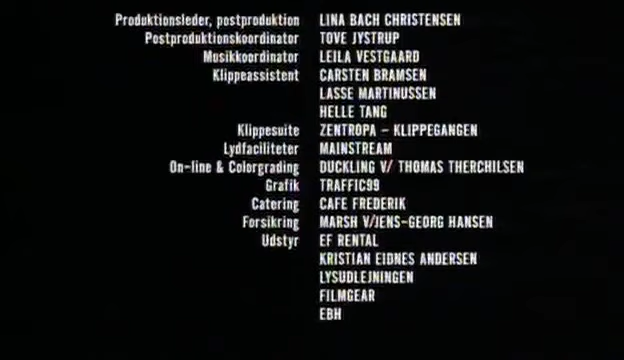 Produktionsleder, postproduktion LINA BACH CHRISTENSEN
Postproduktionskoordinator TOVE JYSTRUP
Musikkoordinator LEILA VESTGAARD
Klippeassistent CARSTEN BRAMSEN
LASSE MARTINUSSEN
HELLE TANG
Klippesuite ZENTROPA – KLIPPEGANGEN
Lydfaciliteter MAINSTREAM
On-line & Colorgrading DUCKLING V/ THOMAS THERCHILSEN
Grafik TRAFFIC99
Catering CAFE FREDERIK
Forsikring MARSH V/JENS-GEORG HANSEN
Udstyr EF RENTAL
KRISTIAN EIDNES ANDERSEN
LYSUDLEJNINGEN
FILMGEAR
EBH